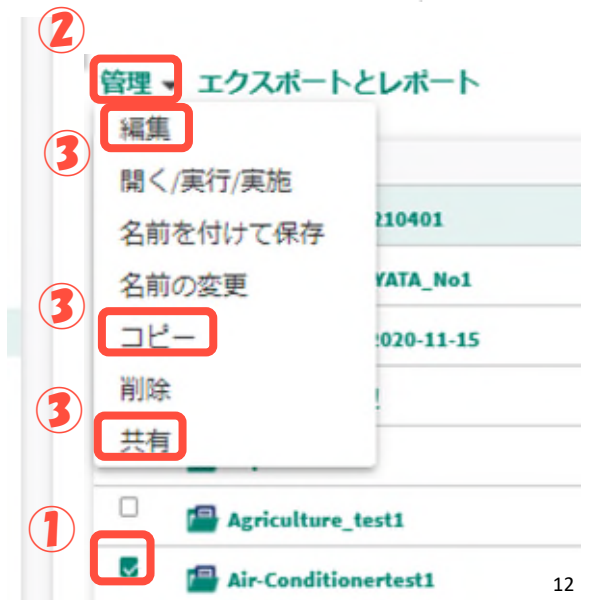 ②
管理 エクスポートとレポート
編集
③
開く/実行/実施
210401
名前を付けて保存
名前の変更
YATA_No1
③
コピー
2020-11-15
削除
③
共有
Agriculture_test1
①
Air-Conditionertest1
12